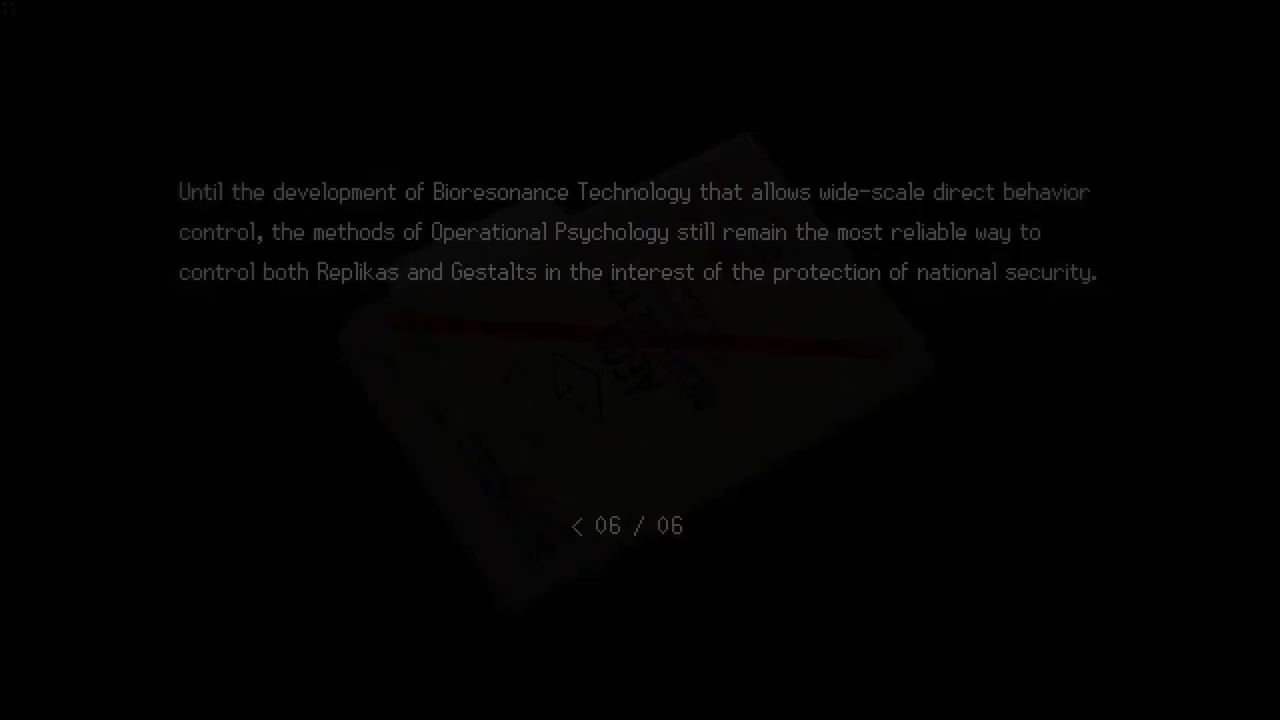 Until the development of Bioresonance Technology that allows wide-scale direct behavior
control, the methods of Operational Psychology still remain the most reliable way to
control both Replikas and Gestalts in the interest of the protection of national security.
< 06 / 06